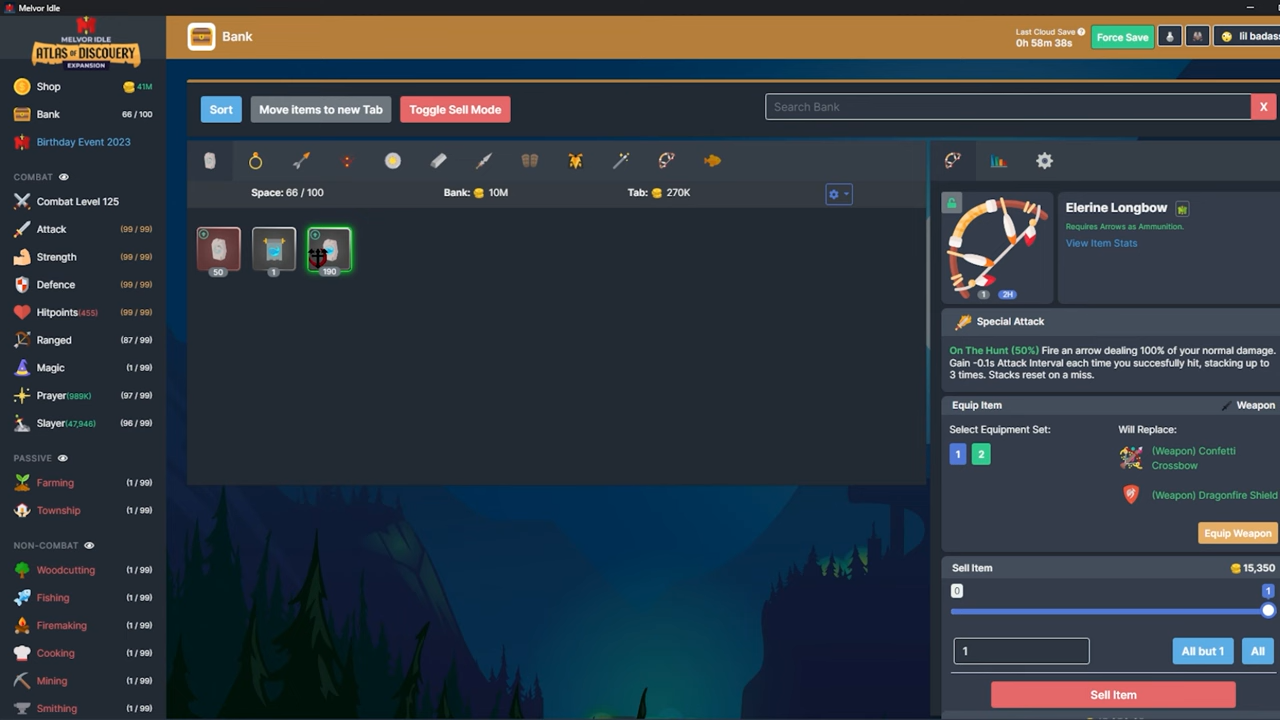 Melvor Idle
MELVOR IDLE
ATLAS OF DISCOVERY
EXPANSION
Shop
41M
Bank
66 / 100
Birthday Event 2023
COMBAT
Combat Level 125
Attack
(99 / 99)
Strength
(99 / 99)
Defence
(99 / 99)
Hitpoints(455)
(99 / 99)
Ranged
(87 / 99)
Magic
(1 / 99)
Prayer(989K)
(97 / 99)
Slayer(47,946)
(96 / 99)
PASSIVE
Farming
(1 / 99)
Township
(1 / 99)
NON-COMBAT
Woodcutting
(1 / 99)
Fishing
(1 / 99)
Firemaking
(1 / 99)
Cooking
(1 / 99)
Mining
(1 / 99)
Smithing
(1 / 99)
Bank
Last Cloud Save ?
0h 58m 38s
Force Save
lil badass
Sort
Move items to new Tab
Toggle Sell Mode
Search Bank
X
Space: 66 / 100
Bank: 10M
Tab: 270K
50
1
190
Elerine Longbow
Requires Arrows as Ammunition.
View Item Stats
1
2H
Special Attack
On The Hunt (50%) Fire an arrow dealing 100% of your normal damage.
Gain -0.1s Attack Interval each time you succesfully hit, stacking up to
3 times. Stacks reset on a miss.
Equip Item
Weapon
Select Equipment Set:
Will Replace:
1
2
(Weapon) Confetti
Crossbow
(Weapon) Dragonfire Shield
Equip Weapon
Sell Item
15,350
0
1
1
All but 1
All
Sell Item